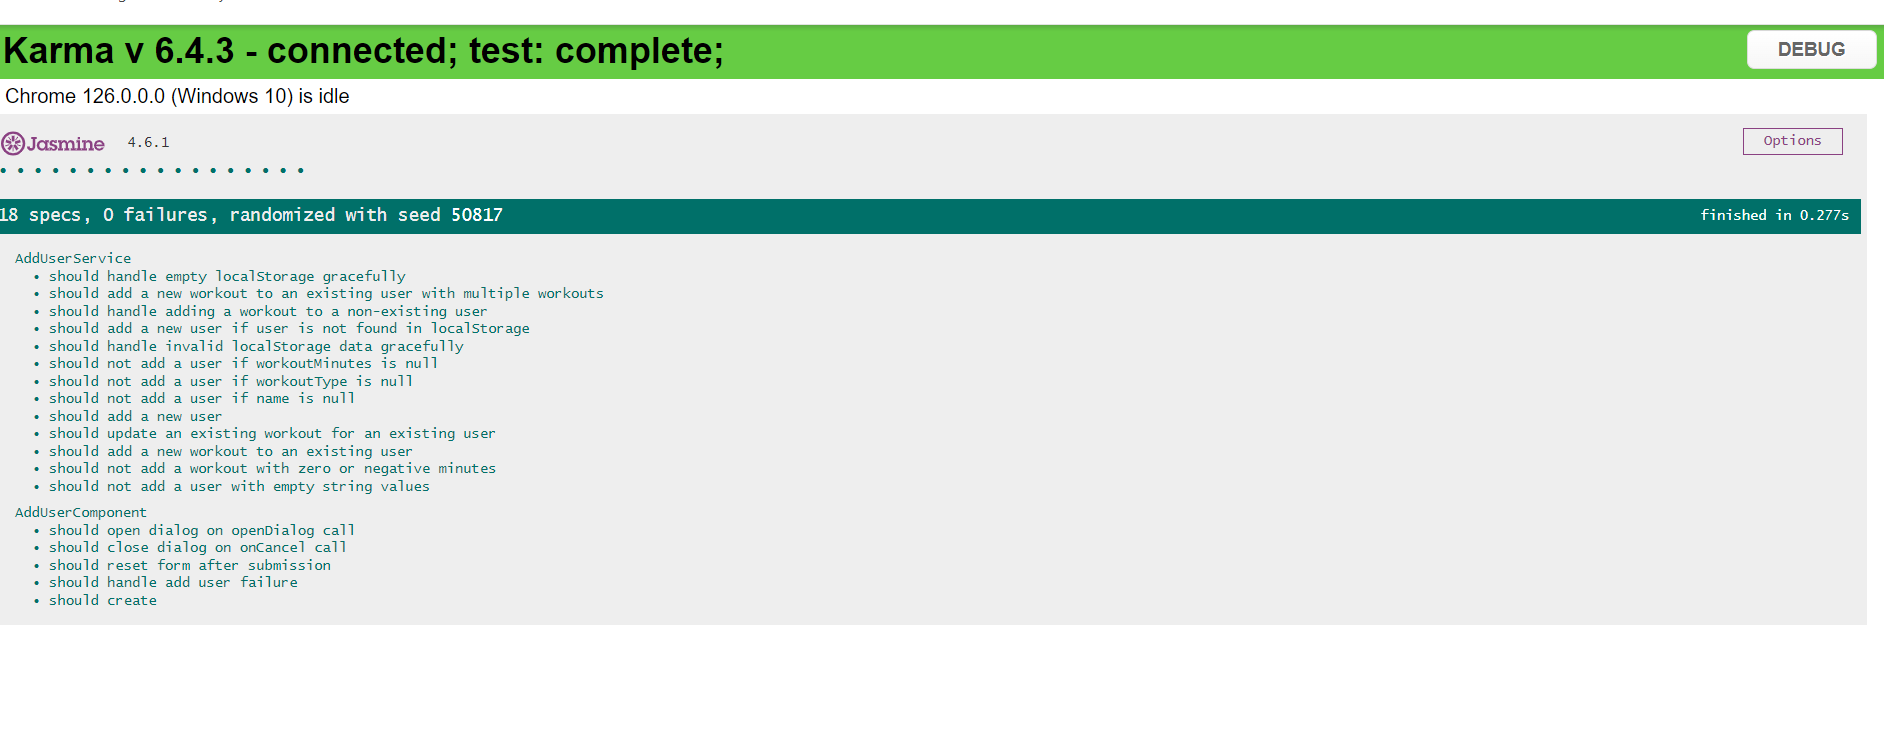 Karma v 6.4.3 - connected; test: complete;
DEBUG
Chrome 126.0.0.0 (Windows 10) is idle
Jasmine 4.6.1
Options
18 specs, 0 failures, randomized with seed 50817
finished in 0.277s
AddUserService
• should handle empty localStorage gracefully
• should add a new workout to an existing user with multiple workouts
• should handle adding a workout to a non-existing user
• should add a new user if user is not found in localStorage
• should handle invalid localStorage data gracefully
• should not add a user if workoutMinutes is null
• should not add a user if workoutType is null
• should not add a user if name is null
• should add a new user
• should update an existing workout for an existing user
• should add a new workout to an existing user
• should not add a workout with zero or negative minutes
• should not add a user with empty string values
AddUserComponent
• should open dialog on openDialog call
• should close dialog on onCancel call
• should reset form after submission
• should handle add user failure
• should create